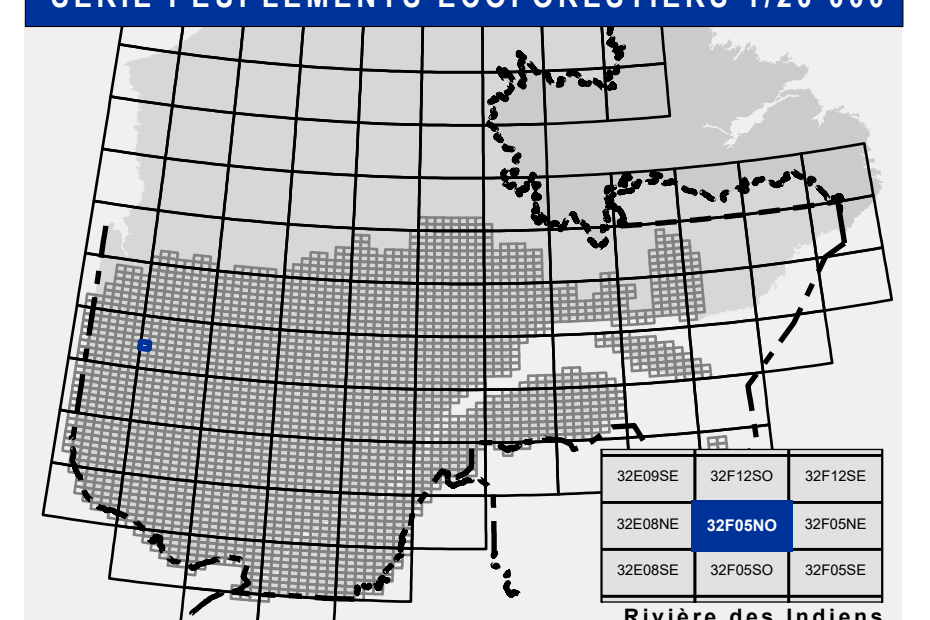 SÉRIE PEUPLEMENTS ÉCOFORESTIERS 1/20 000
32E09SE 32F12SO 32F12SE
32E08NE 32F05NO 32F05NE
32E08SE 32F05SO 32F05SE
Rivière des Indiens